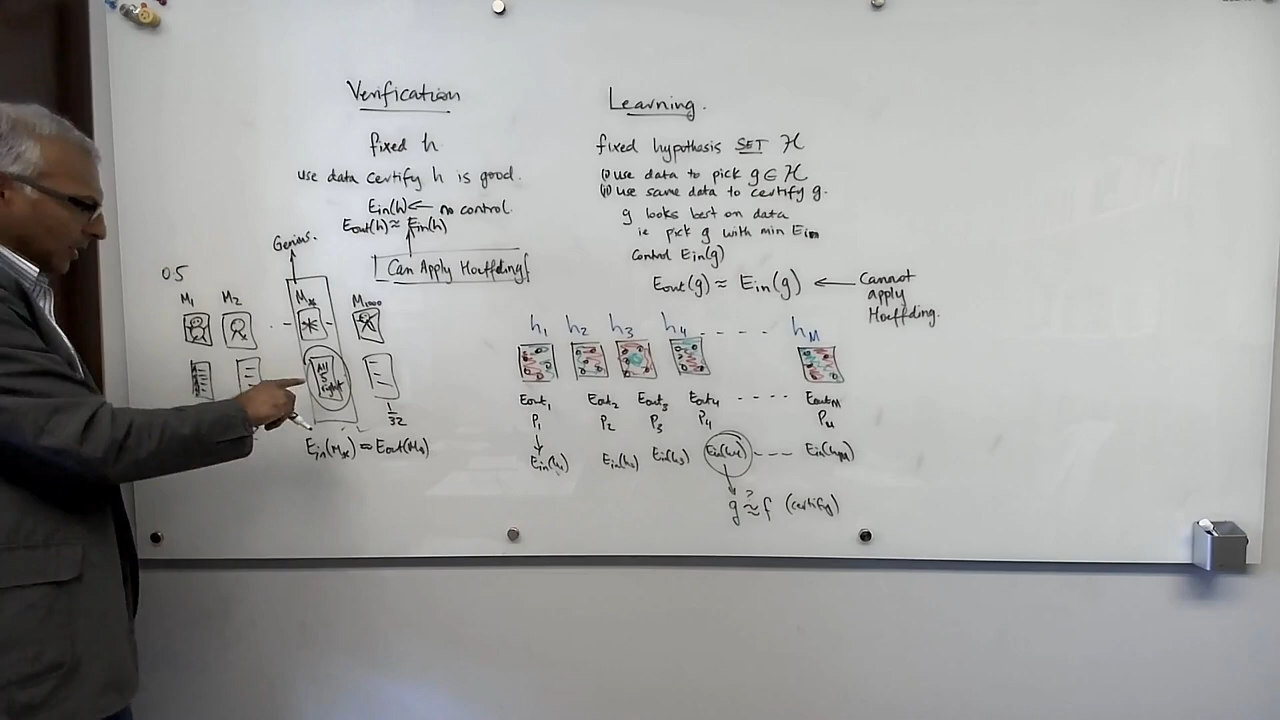 Verification
fixed h
use data certify h is good.
Ein(h) ← no control.
Eout(h) ≈ Ein(h)
Can Apply Hoeffding!
Genius.
0.5
M1 M2 . - M* - M1000
All 5 right
1/32
Ein(M*) ≈ Eout(M*)
Learning.
fixed hypothesis SET H
(i) use data to pick g ∈ H
(ii) use same data to certify g.
g looks best on data
ie pick g with min Ein
Control Ein(g)
Eout(g) ≈ Ein(g) ← Cannot
apply
Hoeffding.
h1 h2 h3 h4 - - - - hM
Eout1 Eout2 Eout3 Eout4 - - - - EoutM
P1 P2 P3 P4 PM
Ein(h1) Ein(h2) Ein(h3) Ein(h4) - - - Ein(hM)
?
g ≈ f (certify)